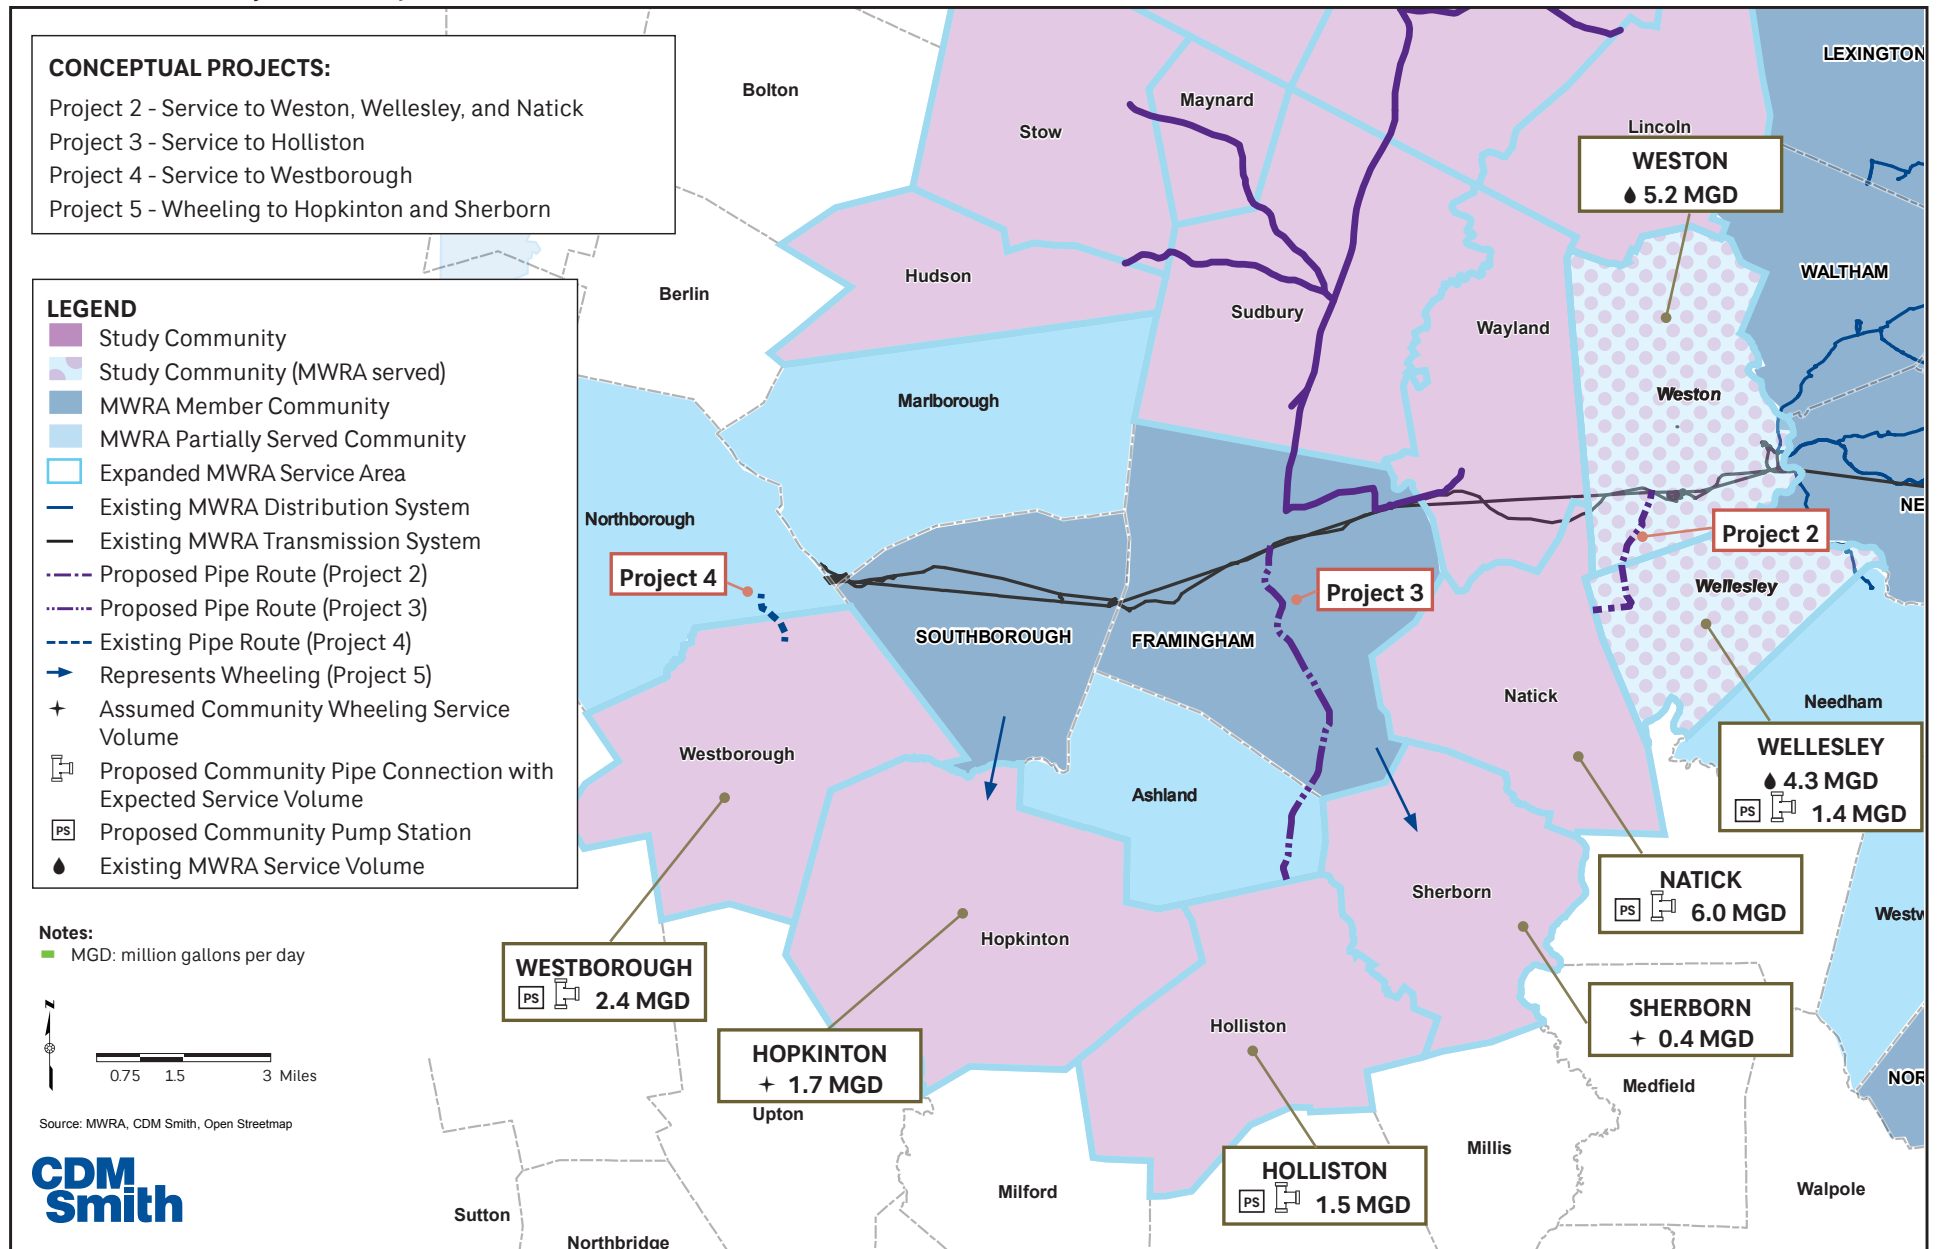 CONCEPTUAL PROJECTS:
Project 2 - Service to Weston, Wellesley, and Natick
Project 3 - Service to Holliston
Project 4 - Service to Westborough
Project 5 - Wheeling to Hopkinton and Sherborn
LEGEND
Study Community
Study Community (MWRA served)
MWRA Member Community
MWRA Partially Served Community
Expanded MWRA Service Area
Existing MWRA Distribution System
Existing MWRA Transmission System
Proposed Pipe Route (Project 2)
Proposed Pipe Route (Project 3)
Existing Pipe Route (Project 4)
Represents Wheeling (Project 5)
Assumed Community Wheeling Service
Volume
Proposed Community Pipe Connection with
Expected Service Volume
PS Proposed Community Pump Station
Existing MWRA Service Volume
Notes:
MGD: million gallons per day
N
0.75 1.5 3 Miles
Source: MWRA, CDM Smith, Open Streetmap
CDM
Smith
Bolton
Stow
Maynard
Lincoln
LEXINGTON
WESTON
5.2 MGD
WALTHAM
Berlin
Hudson
Sudbury
Wayland
Marlborough
Weston
Northborough
NE
Project 2
Project 4
Project 3
Wellesley
SOUTHBOROUGH
FRAMINGHAM
Natick
Needham
Westborough
Ashland
WELLESLEY
4.3 MGD
PS 1.4 MGD
Sherborn
NATICK
PS 6.0 MGD
Westw
Hopkinton
WESTBOROUGH
PS 2.4 MGD
Holliston
SHERBORN
0.4 MGD
HOPKINTON
1.7 MGD
Medfield
NOR
Upton
Millis
HOLLISTON
PS 1.5 MGD
Milford
Walpole
Sutton
Northbridge